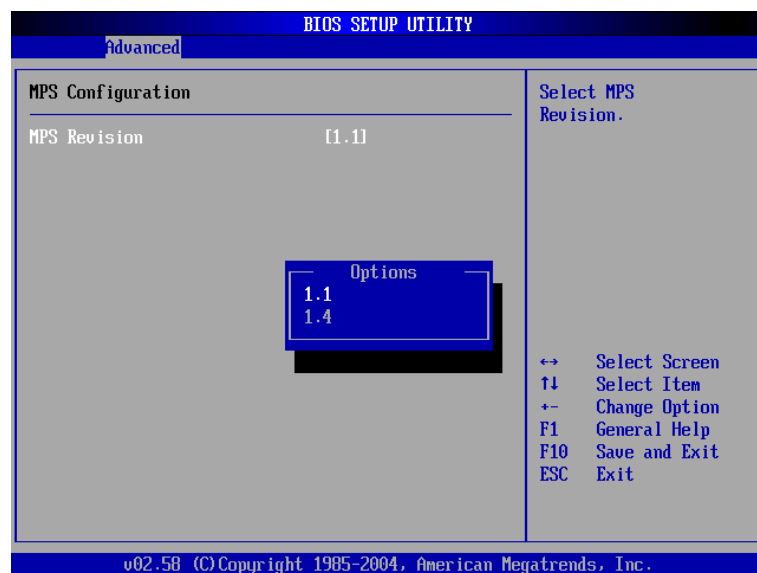 BIOS SETUP UTILITY
Advanced
MPS Configuration
MPS Revision [1.1]
Options
1.1
1.4
Select MPS
Revision.
↔ Select Screen
↑↓ Select Item
+- Change Option
F1 General Help
F10 Save and Exit
ESC Exit
v02.58 (C)Copyright 1985-2004, American Megatrends, Inc.